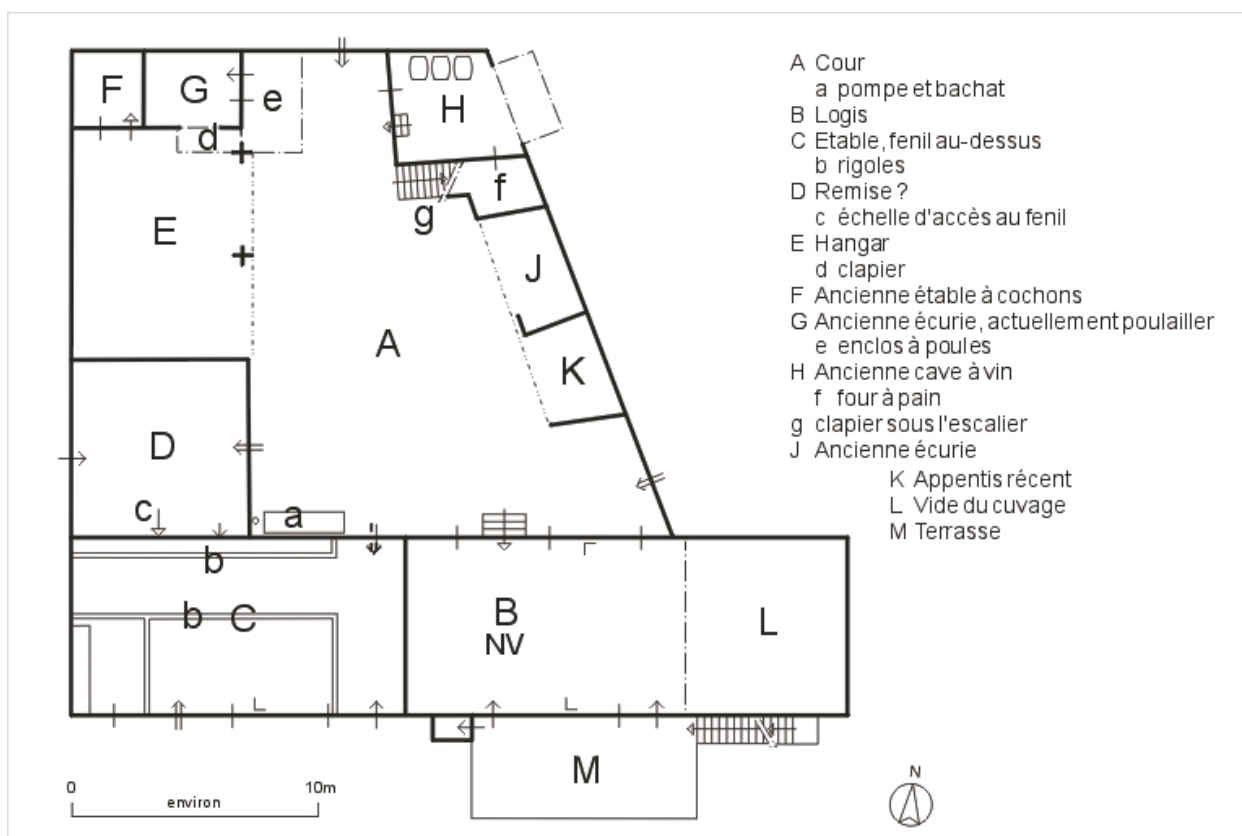 F
G
e
d
H
E
f
g
J
A
K
D
c
a
b
b C
B
NV
L
M
0 10m
environ
N
A Cour
a pompe et bachat
B Logis
C Etable, fenil au-dessus
b rigoles
D Remise ?
c échelle d'accès au fenil
E Hangar
d clapier
F Ancienne étable à cochons
G Ancienne écurie, actuellement poulailler
e enclos à poules
H Ancienne cave à vin
f four à pain
g clapier sous l'escalier
J Ancienne écurie
K Appentis récent
L Vide du cuvage
M Terrasse